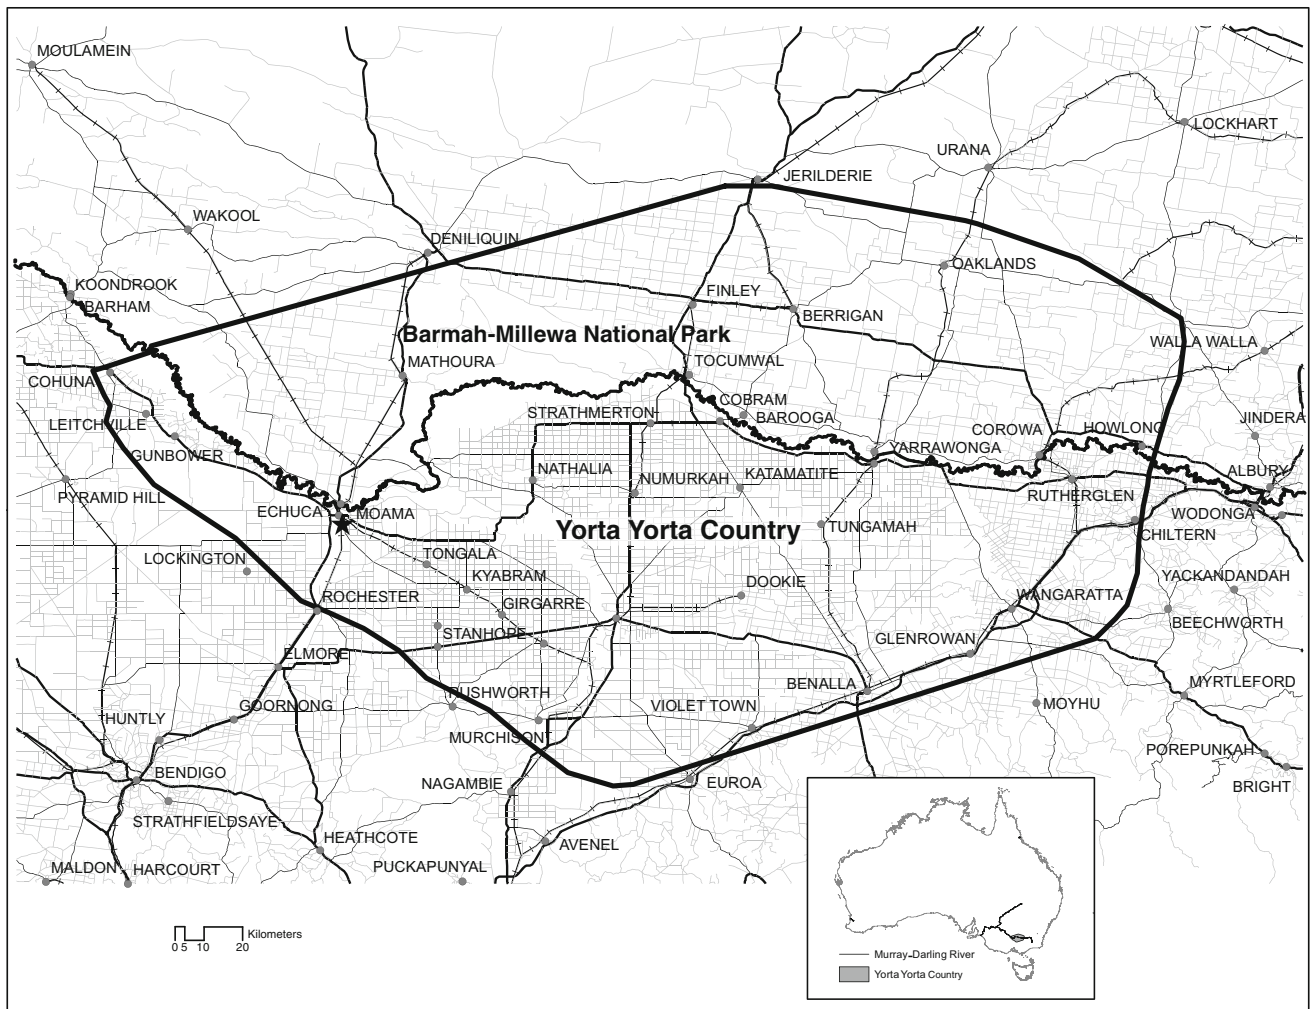 MOULAMEIN
LOCKHART
URANA
JERILDERIE
WAKOOL
DENILIQUIN
OAKLANDS
KOONDROOK
BARHAM
FINLEY
BERRIGAN
Barmah-Millewa National Park
WALLA WALLA
MATHOURA
TOCUMWAL
COHUNA
COBRAM
STRATHMERTON
BAROOGA
JINDERA
LEITCHVILLE
COROWA
HOWLONG
GUNBOWER
YARRAWONGA
NATHALIA
NUMURKAH
KATAMATITE
ALBURY
PYRAMID HILL
RUTHERGLEN
ECHUCA
MOAMA
WODONGA
Yorta Yorta Country
TUNGAMAH
CHILTERN
LOCKINGTON
TONGALA
KYABRAM
DOOKIE
YACKANDANDAH
ROCHESTER
GIRGARRE
WANGARATTA
STANHOPE
BEECHWORTH
GLENROWAN
ELMORE
BENALLA
MYRTLEFORD
RUSHWORTH
GOORNONG
VIOLET TOWN
MOYHU
HUNTLY
MURCHISON
POREPUNKAH
BENDIGO
NAGAMBIE
EUROA
BRIGHT
STRATHFIELDSAYE
HEATHCOTE
AVENEL
MALDON
HARCOURT
PUCKAPUNYAL
Kilometers
0 5 10 20
Murray-Darling River
Yorta Yorta Country